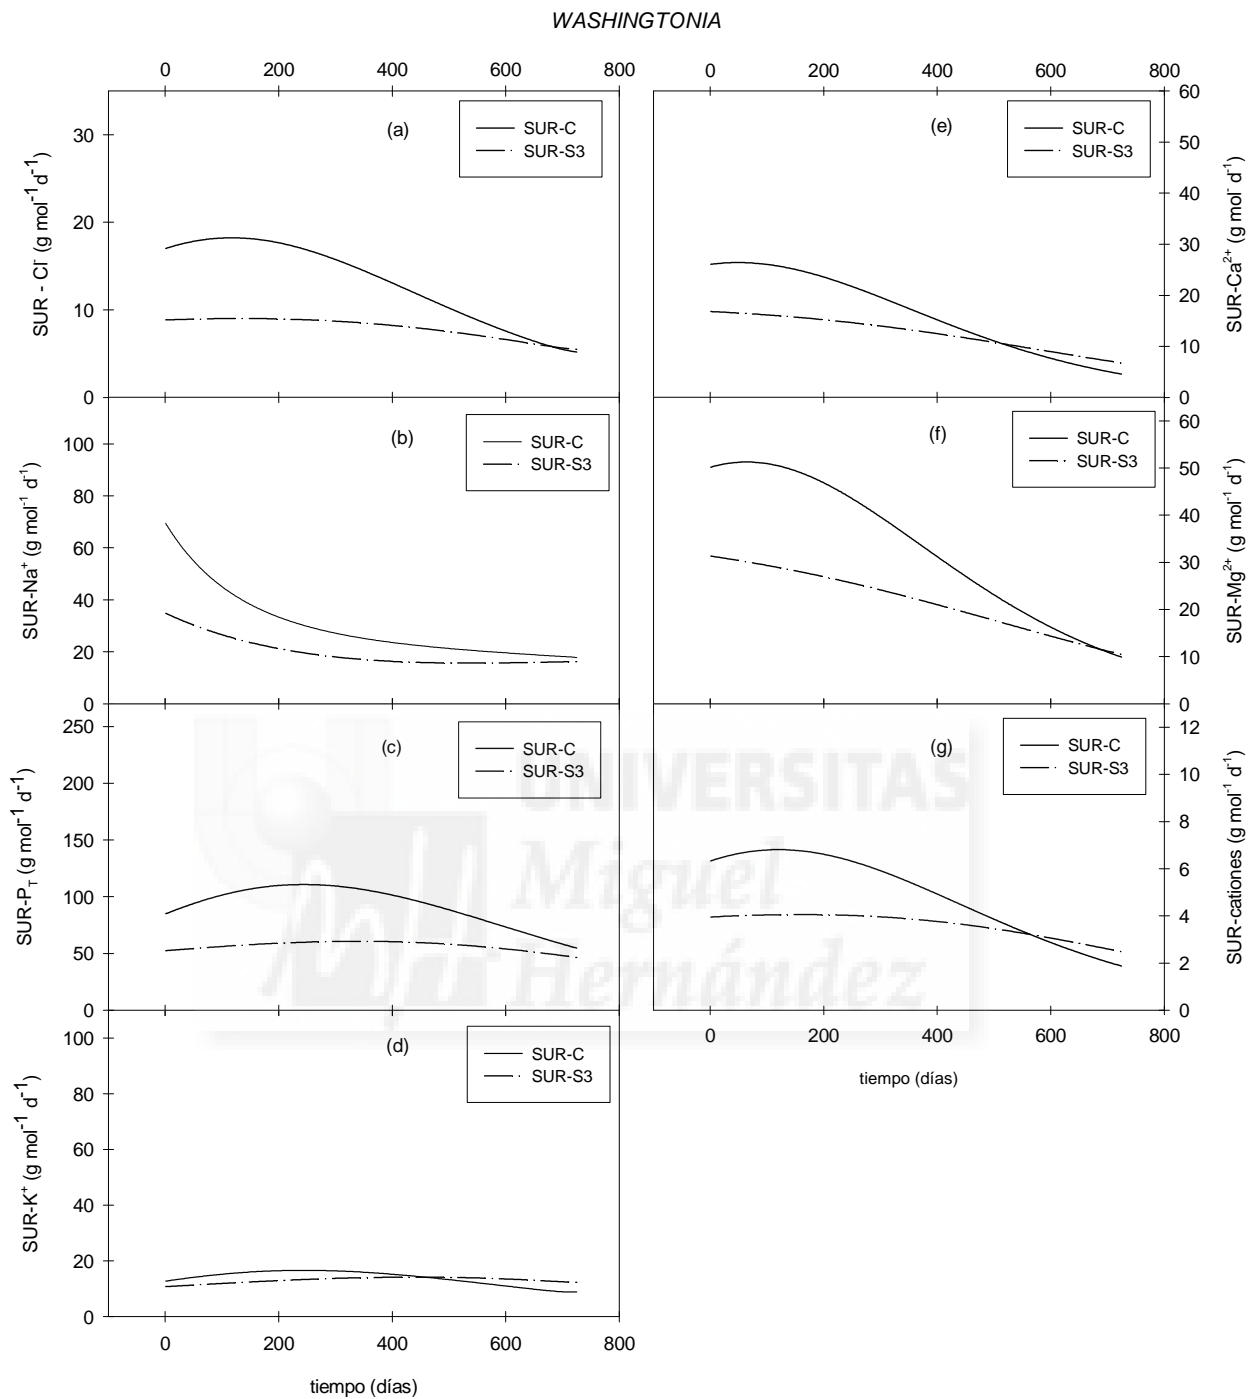 WASHINGTONIA
0 200 400 600 800
0 200 400 600 800
SUR - Cl⁻ (g mol⁻¹d⁻¹)
30
20
10
0
(a)
SUR-C
SUR-S3
SUR-Na⁺ (g mol⁻¹ d⁻¹)
100
80
60
40
20
0
(b)
SUR-C
SUR-S3
SUR-P_T (g mol⁻¹ d⁻¹)
250
200
150
100
50
0
(c)
SUR-C
SUR-S3
SUR-K⁺ (g mol⁻¹ d⁻¹)
100
80
60
40
20
0
(d)
SUR-C
SUR-S3
0 200 400 600 800
tiempo (días)
(e)
SUR-C
SUR-S3
60
50
40
30
20
10
0
SUR-Ca²⁺ (g mol⁻ d⁻¹)
(f)
SUR-C
SUR-S3
60
50
40
30
20
10
0
SUR-Mg²⁺ (g mol⁻¹ d⁻¹)
(g)
SUR-C
SUR-S3
12
10
8
6
4
2
0
SUR-cationes (g mol⁻¹ d⁻¹)
0 200 400 600 800
tiempo (días)
UNIVERSITAS
Miguel
Hernández